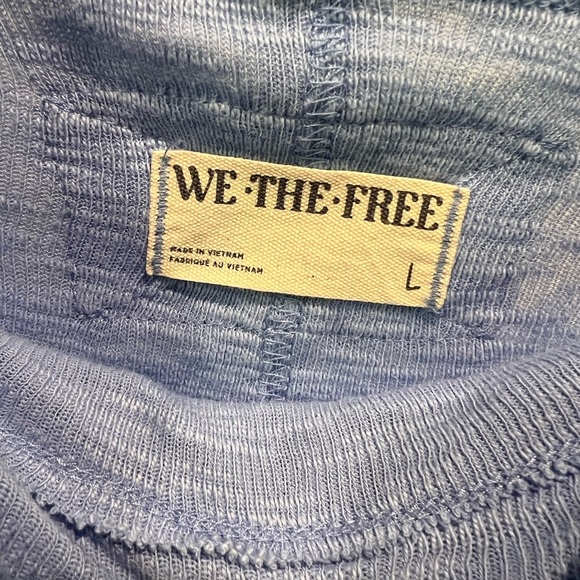 WE·THE·FREE
MADE IN VIETNAM
FABRIQUÉ AU VIETNAM
L